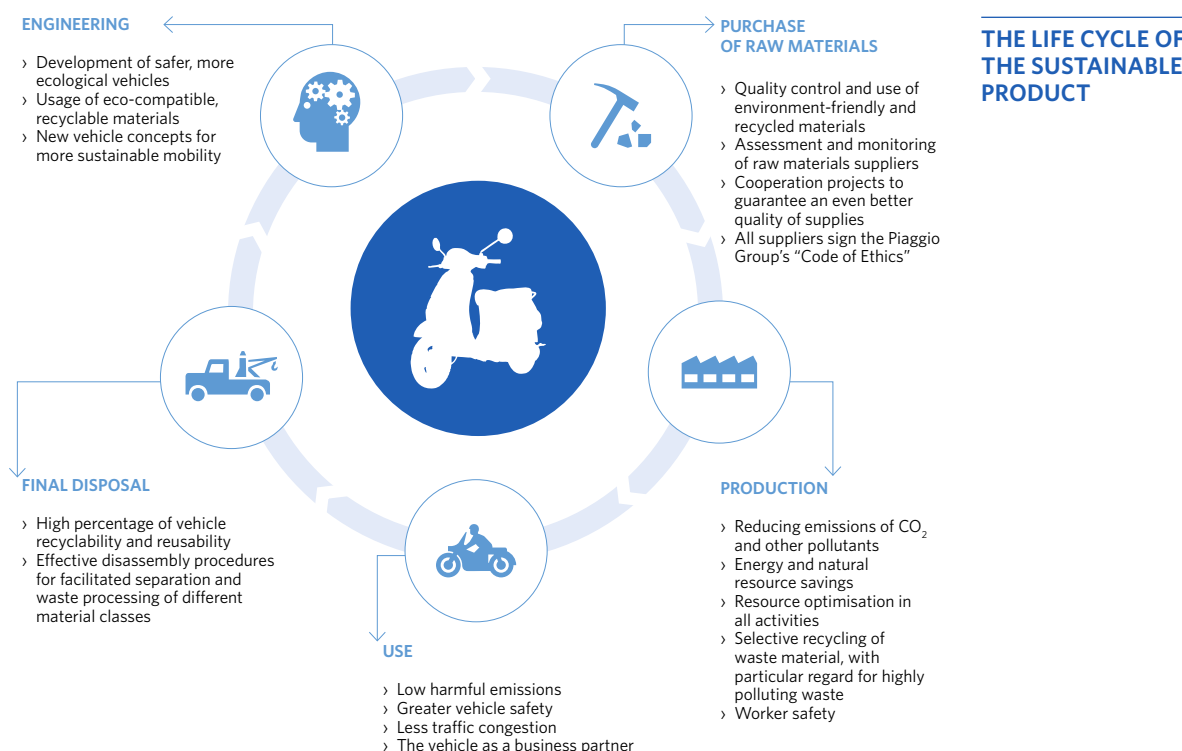 ENGINEERING
› Development of safer, more
ecological vehicles
› Usage of eco-compatible,
recyclable materials
› New vehicle concepts for
more sustainable mobility
PURCHASE
OF RAW MATERIALS
› Quality control and use of
environment-friendly and
recycled materials
› Assessment and monitoring
of raw materials suppliers
› Cooperation projects to
guarantee an even better
quality of supplies
› All suppliers sign the Piaggio
Group’s “Code of Ethics”
THE LIFE CYCLE OF
THE SUSTAINABLE
PRODUCT
FINAL DISPOSAL
› High percentage of vehicle
recyclability and reusability
› Effective disassembly procedures
for facilitated separation and
waste processing of different
material classes
PRODUCTION
› Reducing emissions of CO₂
and other pollutants
› Energy and natural
resource savings
› Resource optimisation in
all activities
› Selective recycling of
waste material, with
particular regard for highly
polluting waste
› Worker safety
USE
› Low harmful emissions
› Greater vehicle safety
› Less traffic congestion
› The vehicle as a business partner